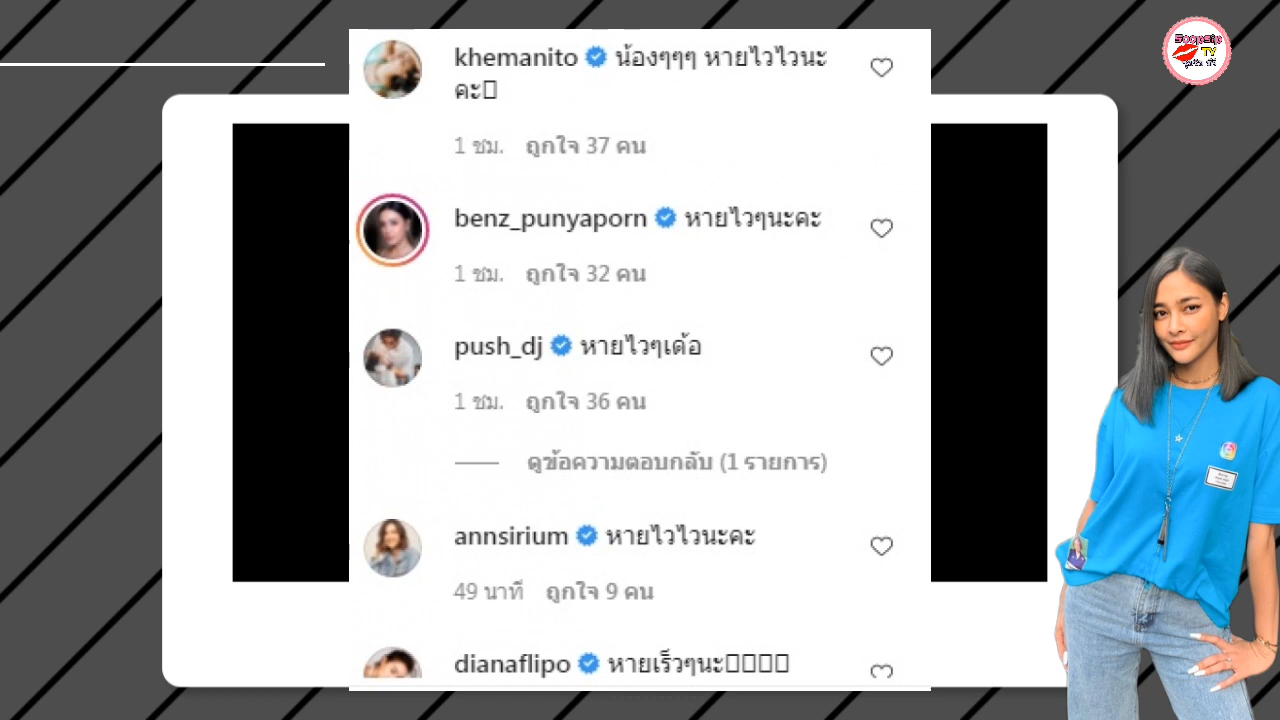 khemanito น้องๆๆๆ หายไวไวนะ
คะ
1 ชม. ถูกใจ 37 คน
benz_punyaporn หายไวๆนะคะ
1 ชม. ถูกใจ 32 คน
push_dj หายไวๆเด้อ
1 ชม. ถูกใจ 36 คน
ดูข้อความตอบกลับ (1 รายการ)
annsirium หายไวไวนะคะ
49 นาที ถูกใจ 9 คน
dianaflipo หายเร็วๆนะ
TV